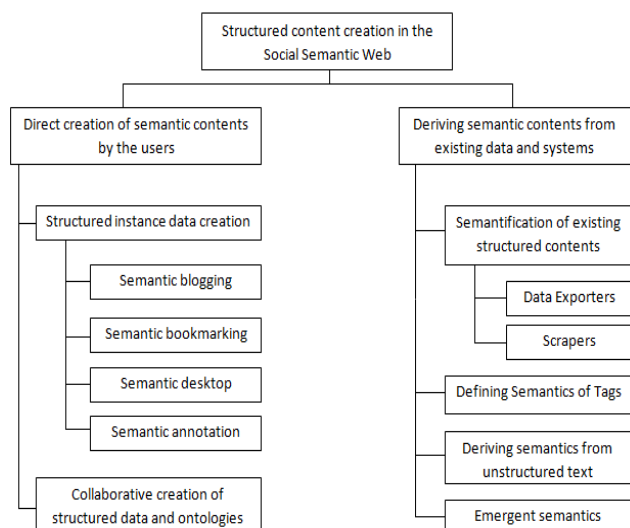 Structured content creation in the
Social Semantic Web
Direct creation of semantic contents
by the users
Deriving semantic contents from
existing data and systems
Structured instance data creation
Semantic blogging
Semantic bookmarking
Semantic desktop
Semantic annotation
Collaborative creation of
structured data and ontologies
Semantification of existing
structured contents
Data Exporters
Scrapers
Defining Semantics of Tags
Deriving semantics from
unstructured text
Emergent semantics